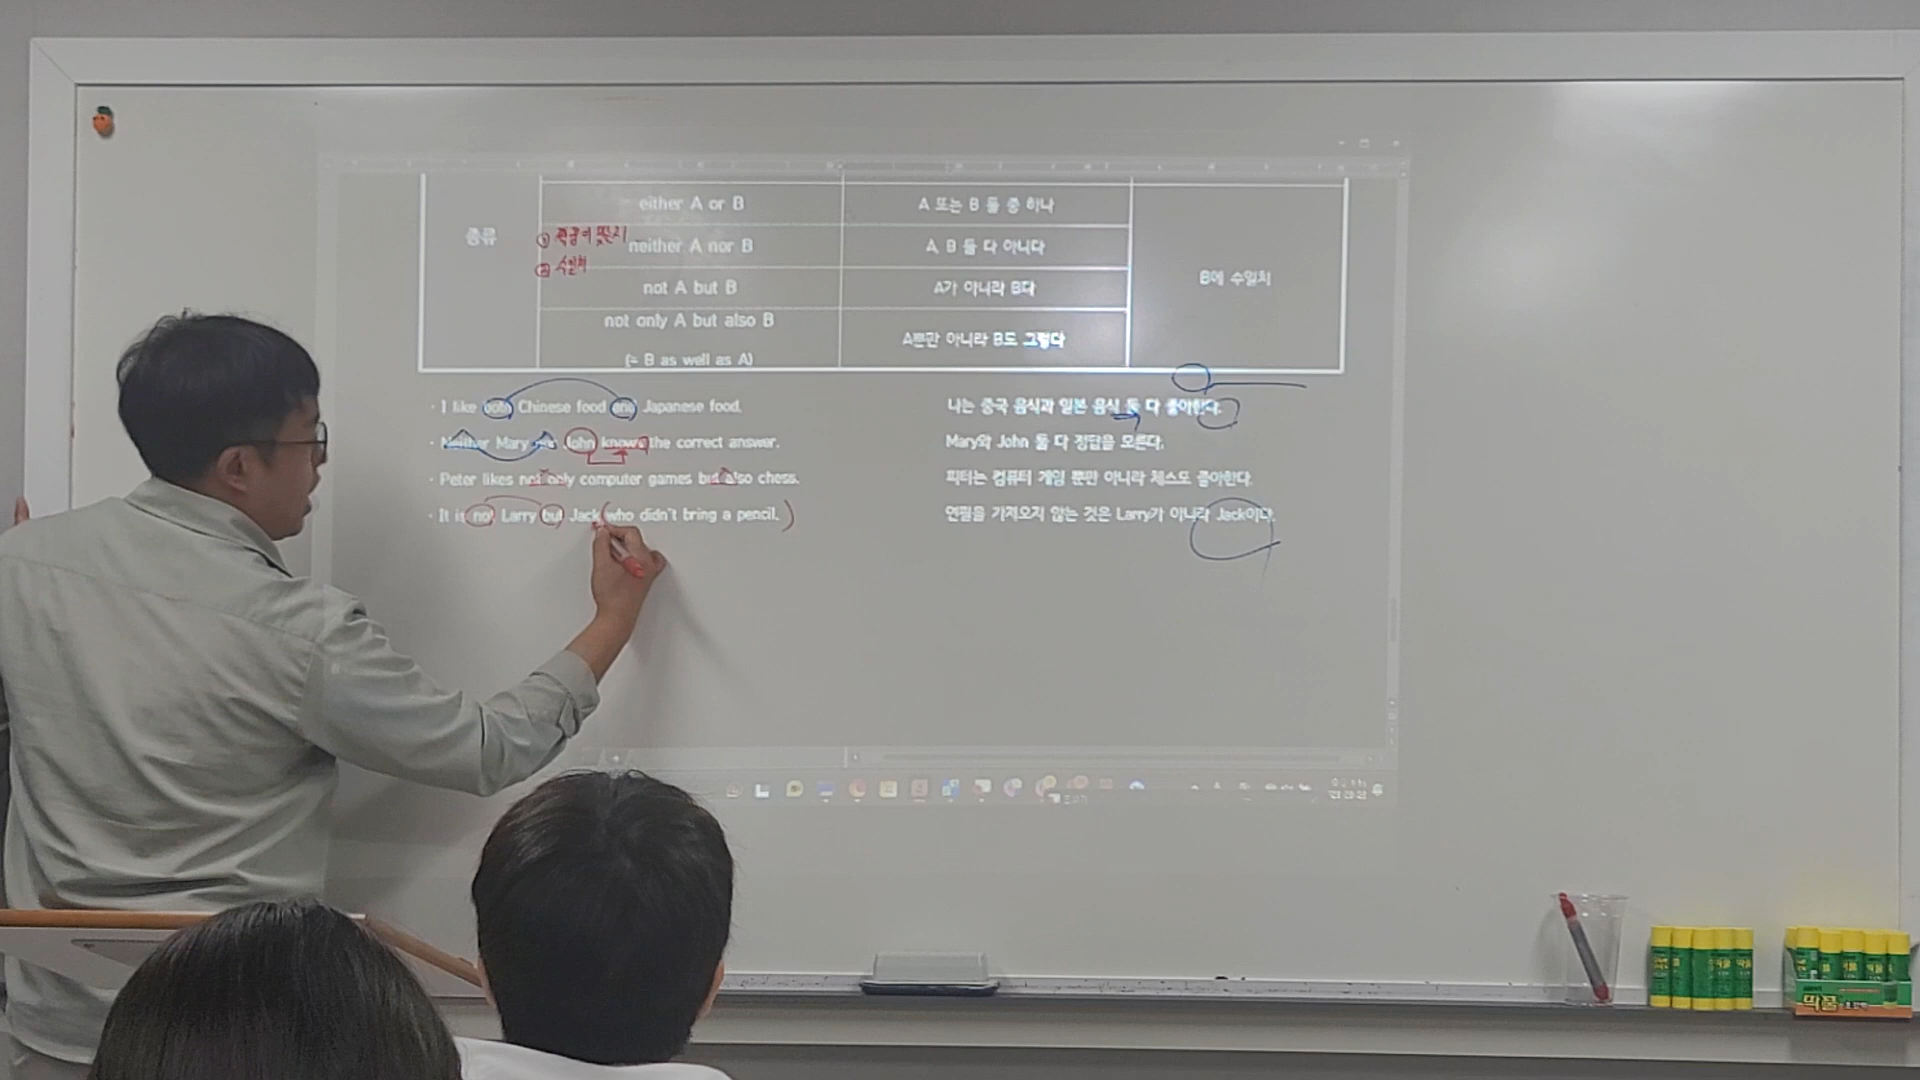 either A or B
A 또는 B 둘 중 하나
종류
① 짝꿍이 맞는지
neither A nor B
A, B 둘 다 아니다
② 수일치
not A but B
A가 아니라 B다
B에 수일치
not only A but also B
(= B as well as A)
A뿐만 아니라 B도 그렇다
· I like both Chinese food and Japanese food.
나는 중국 음식과 일본 음식 둘 다 좋아한다.
· Neither Mary nor John knows the correct answer.
Mary와 John 둘 다 정답을 모른다.
· Peter likes not only computer games but also chess.
피터는 컴퓨터 게임 뿐만 아니라 체스도 좋아한다.
· It is not Larry but Jack (who didn't bring a pencil.)
연필을 가져오지 않는 것은 Larry가 아니라 Jack이다.
딱풀